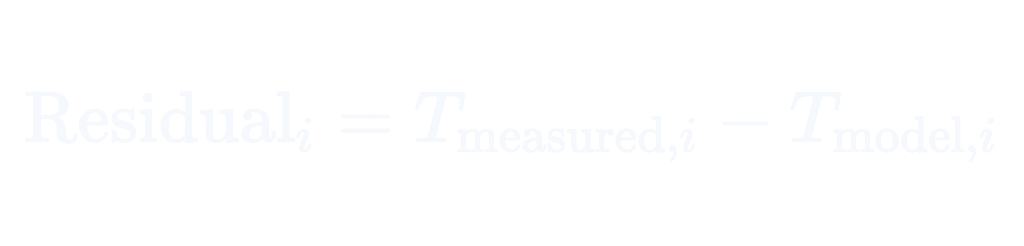 Residual_i = T_measured,i − T_model,i